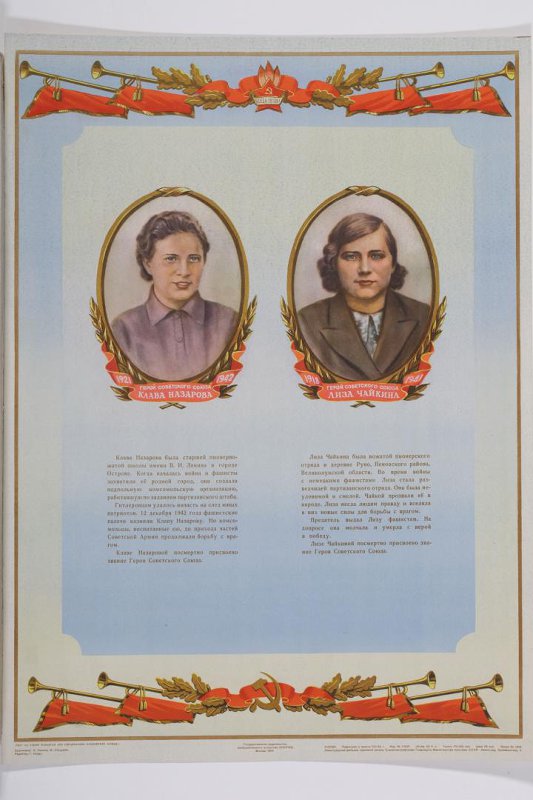 1921 1942
ГЕРОЙ СОВЕТСКОГО СОЮЗА
КЛАВА НАЗАРОВА
1918 1941
ГЕРОЙ СОВЕТСКОГО СОЮЗА
ЛИЗА ЧАЙКИНА
Клава Назарова была старшей пионервожатой школы имени В. И. Ленина в городе
Острове. Когда началась война и фашисты
захватили её родной город, она создала
подпольную комсомольскую организацию,
работавшую по заданиям партизанского штаба.
Гитлеровцам удалось напасть на след юных
патриотов. 12 декабря 1942 года фашистские
палачи казнили Клаву Назарову. Но комсомольцы, воспитанные ею, до прихода частей
Советской Армии продолжали борьбу с врагом.
Клаве Назаровой посмертно присвоено
звание Героя Советского Союза.
Лиза Чайкина была вожатой пионерского
отряда в деревне Руно, Пеновского района,
Великолукской области. Во время войны
с немецкими фашистами Лиза стала разведчицей партизанского отряда. Она была неуловимой и смелой. Чайкой прозвали её в
народе. Лиза несла людям правду и вселяла
в них новые силы для борьбы с врагом.
Предатель выдал Лизу фашистам. На
допросе она молчала и умерла с верой
в победу.
Лизе Чайкиной посмертно присвоено звание Героя Советского Союза.